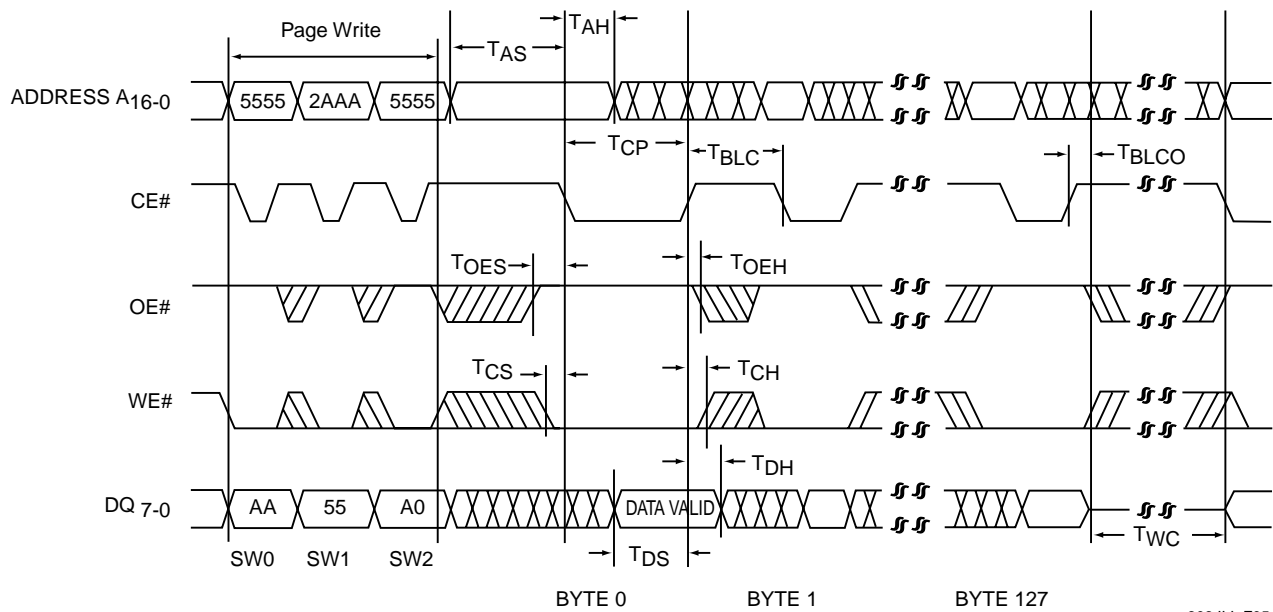 Page Write
TAH
TAS
ADDRESS A16-0
5555 2AAA 5555
TCP
TBLC
TBLCO
CE#
TOES
TOEH
OE#
TCS
TCH
WE#
TDH
DQ 7-0
AA 55 A0 DATA VALID
TWC
SW0 SW1 SW2
TDS
BYTE 0 BYTE 1 BYTE 127